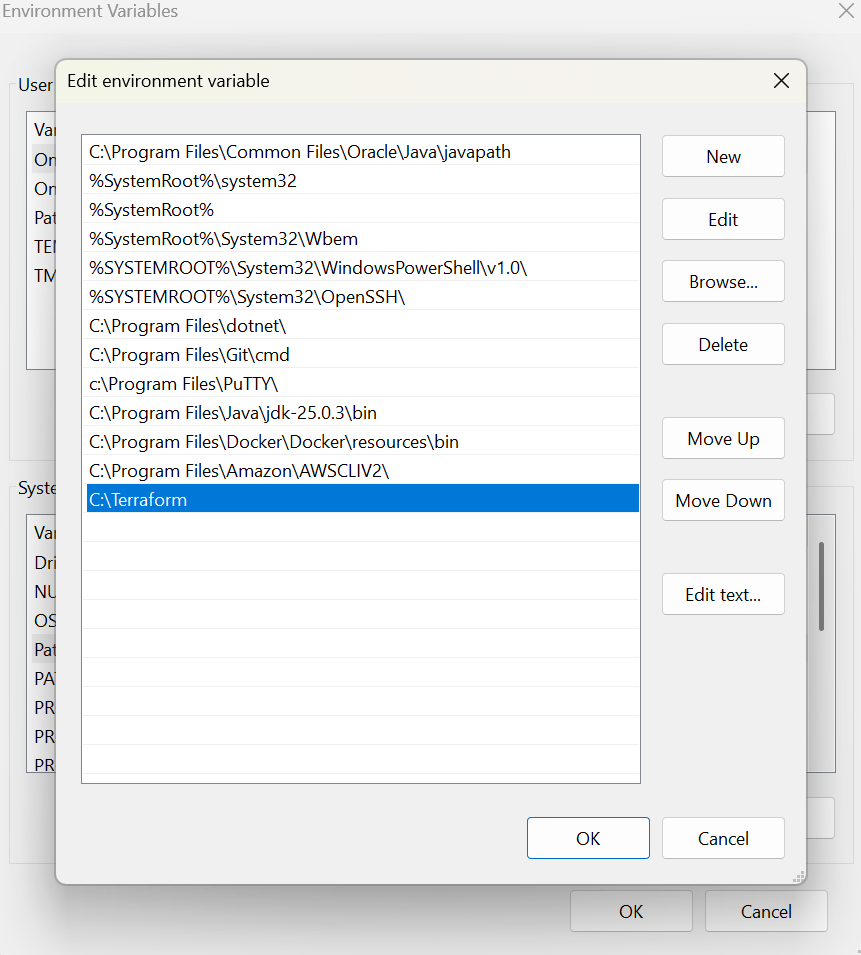 Environment Variables
User
Edit environment variable
Var
On
On
Pat
TEM
TM
C:\Program Files\Common Files\Oracle\Java\javapath
%SystemRoot%\system32
%SystemRoot%
%SystemRoot%\System32\Wbem
%SYSTEMROOT%\System32\WindowsPowerShell\v1.0\
%SYSTEMROOT%\System32\OpenSSH\
C:\Program Files\dotnet\
C:\Program Files\Git\cmd
c:\Program Files\PuTTY\
C:\Program Files\Java\jdk-25.0.3\bin
C:\Program Files\Docker\Docker\resources\bin
C:\Program Files\Amazon\AWSCLIV2\
C:\Terraform
New
Edit
Browse...
Delete
Move Up
Move Down
Edit text...
OK
Cancel
Syste
Var
Dri
NU
OS
Pat
PA
PR
PR
PR
OK
Cancel